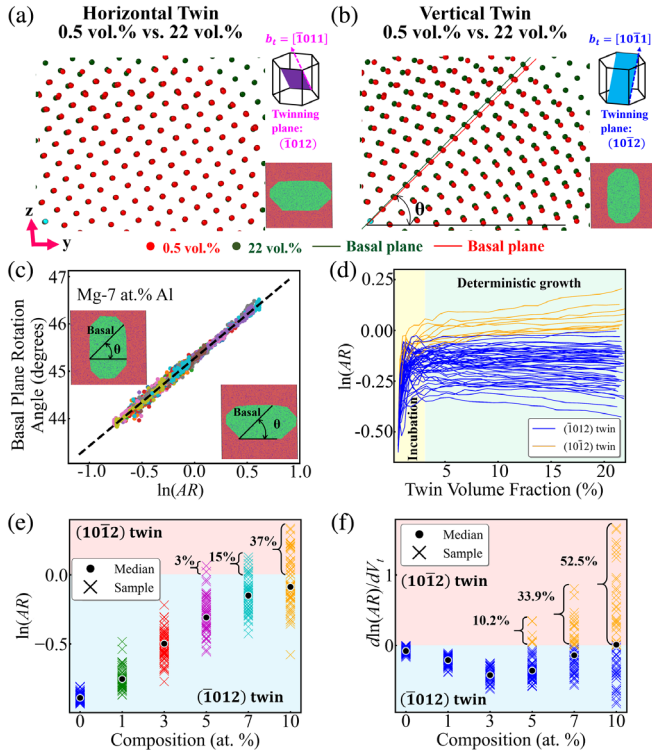 (a)
Horizontal Twin
0.5 vol.% vs. 22 vol.%
b_t = [1̄011]
Twinning
plane:
(1̄012)
z
y
(b)
Vertical Twin
0.5 vol.% vs. 22 vol.%
b_t = [101̄1]
Twinning
plane:
(101̄2)
θ
0.5 vol.%
22 vol.%
Basal plane
Basal plane
(c)
Basal Plane Rotation
Angle (degrees)
47
46
45
44
Mg-7 at.% Al
Basal
θ
Basal
θ
-1.0
-0.5
0.0
0.5
1.0
ln(AR)
(d)
ln(AR)
0.25
0.00
-0.25
-0.50
Deterministic growth
Incubation
(1̄012) twin
(101̄2) twin
5
10
15
20
Twin Volume Fraction (%)
(e)
ln(AR)
0.0
−0.5
(101̄2) twin
Median
Sample
3%
15%
37%
(1̄012) twin
0
1
3
5
7
10
Composition (at. %)
(f)
dln(AR)/dV_t
1
0
Median
Sample
(101̄2) twin
10.2%
33.9%
52.5%
(1̄012) twin
0
1
3
5
7
10
Composition (at. %)